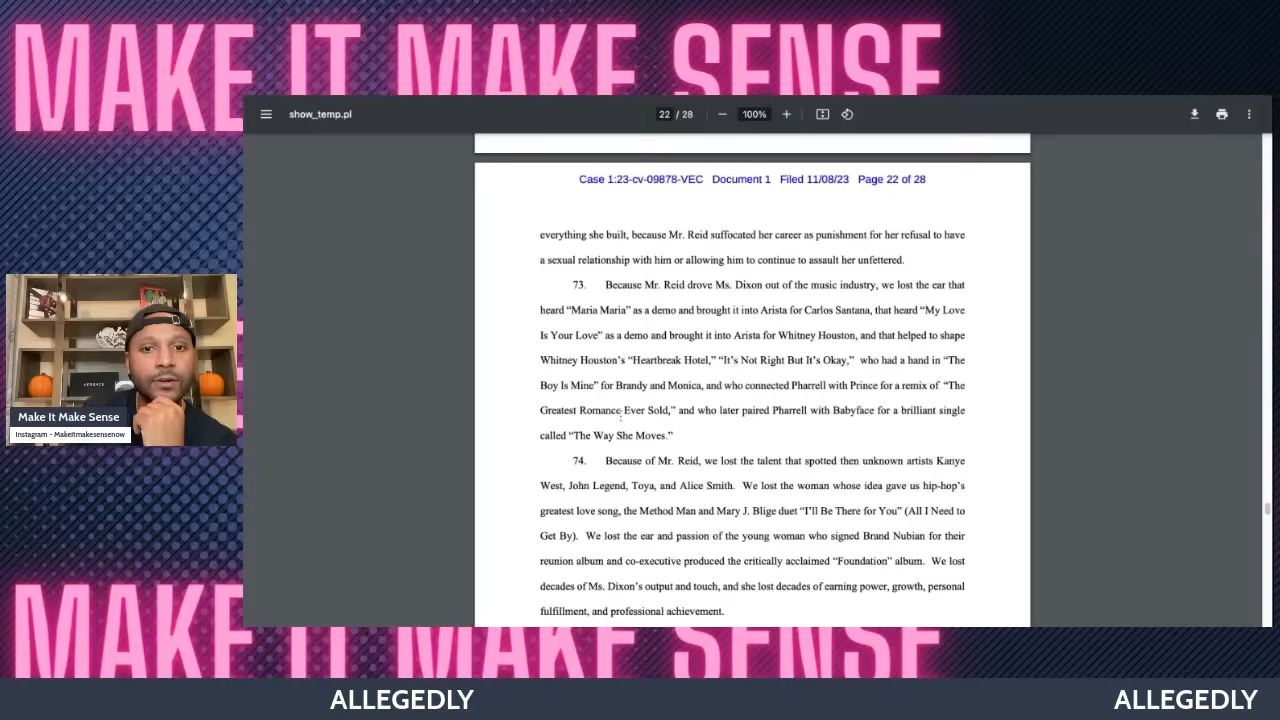 MAKE IT MAKE SENSE
show_temp.pl
22 / 28
100%
Case 1:23-cv-09878-VEC Document 1 Filed 11/08/23 Page 22 of 28
everything she built, because Mr. Reid suffocated her career as punishment for her refusal to have
a sexual relationship with him or allowing him to continue to assault her unfettered.
73. Because Mr. Reid drove Ms. Dixon out of the music industry, we lost the ear that
heard “Maria Maria” as a demo and brought it into Arista for Carlos Santana, that heard “My Love
Is Your Love” as a demo and brought it into Arista for Whitney Houston, and that helped to shape
Whitney Houston’s “Heartbreak Hotel,” “It’s Not Right But It’s Okay,” who had a hand in “The
Boy Is Mine” for Brandy and Monica, and who connected Pharrell with Prince for a remix of “The
Greatest Romance Ever Sold,” and who later paired Pharrell with Babyface for a brilliant single
called “The Way She Moves.”
74. Because of Mr. Reid, we lost the talent that spotted then unknown artists Kanye
West, John Legend, Toya, and Alice Smith. We lost the woman whose idea gave us hip-hop’s
greatest love song, the Method Man and Mary J. Blige duet “I’ll Be There for You” (All I Need to
Get By). We lost the ear and passion of the young woman who signed Brand Nubian for their
reunion album and co-executive produced the critically acclaimed “Foundation” album. We lost
decades of Ms. Dixon’s output and touch, and she lost decades of earning power, growth, personal
fulfillment, and professional achievement.
Make It Make Sense
Instagram - MakeItmakesensenow
MAKE IT MAKE SENSE
ALLEGEDLY
ALLEGEDLY